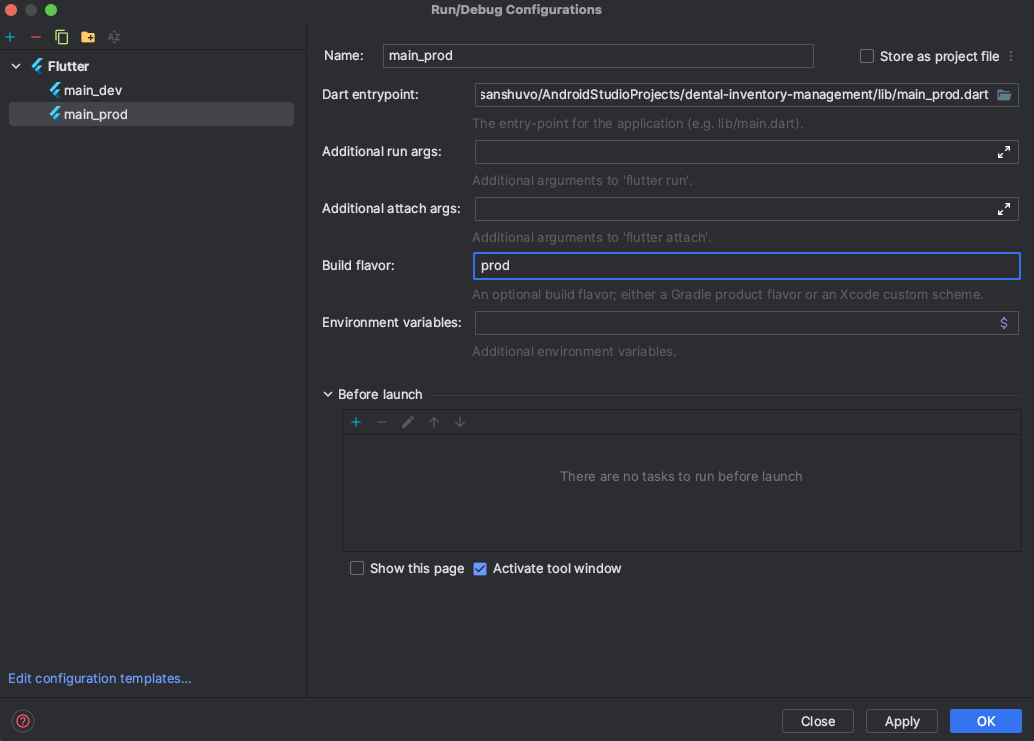 Run/Debug Configurations
Name: main_prod Store as project file
Flutter
main_dev
main_prod
Dart entrypoint: sanshuvo/AndroidStudioProjects/dental-inventory-management/lib/main_prod.dart
The entry-point for the application (e.g. lib/main.dart).
Additional run args:
Additional arguments to 'flutter run'.
Additional attach args:
Additional arguments to 'flutter attach'.
Build flavor: prod
An optional build flavor; either a Gradle product flavor or an Xcode custom scheme.
Environment variables: $
Additional environment variables.
Before launch
There are no tasks to run before launch
Show this page Activate tool window
Edit configuration templates...
? Close Apply OK